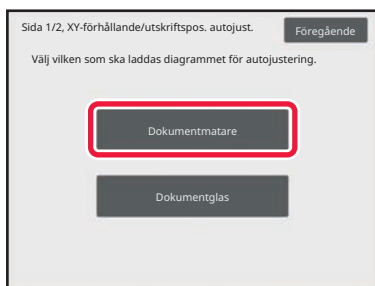 Sida 1/2, XY-förhållande/utskriftspos. autojust.
Föregående
Välj vilken som ska laddas diagrammet för autojustering.
Dokumentmatare
Dokumentglas